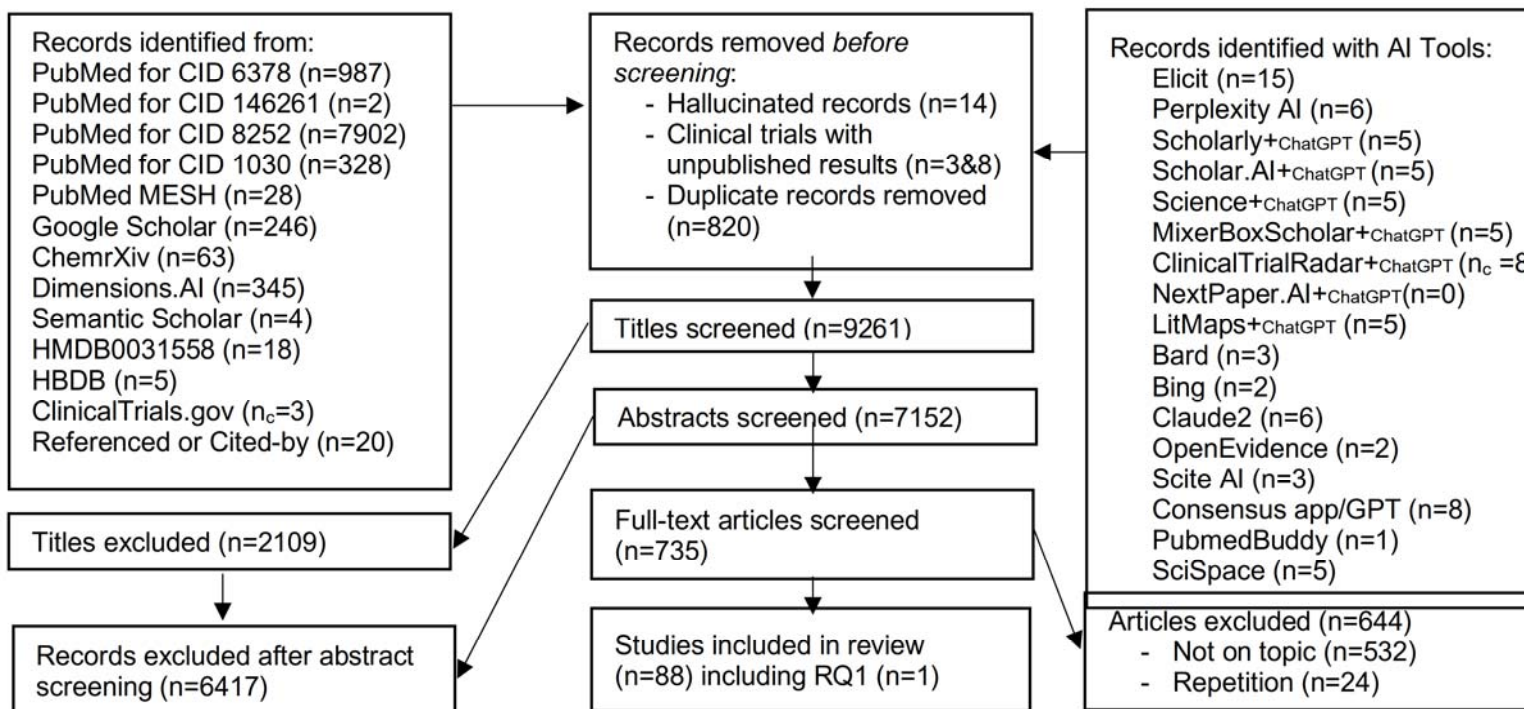 Records identified from:
PubMed for CID 6378 (n=987)
PubMed for CID 146261 (n=2)
PubMed for CID 8252 (n=7902)
PubMed for CID 1030 (n=328)
PubMed MESH (n=28)
Google Scholar (n=246)
ChemrXiv (n=63)
Dimensions.AI (n=345)
Semantic Scholar (n=4)
HMDB0031558 (n=18)
HBDB (n=5)
ClinicalTrials.gov (nc=3)
Referenced or Cited-by (n=20)
Records removed before
screening:
- Hallucinated records (n=14)
- Clinical trials with
unpublished results (n=3&8)
- Duplicate records removed
(n=820)
Records identified with AI Tools:
Elicit (n=15)
Perplexity AI (n=6)
Scholarly+ChatGPT (n=5)
Scholar.AI+ChatGPT (n=5)
Science+ChatGPT (n=5)
MixerBoxScholar+ChatGPT (n=5)
ClinicalTrialRadar+ChatGPT (nc =8
NextPaper.AI+ChatGPT(n=0)
LitMaps+ChatGPT (n=5)
Bard (n=3)
Bing (n=2)
Claude2 (n=6)
OpenEvidence (n=2)
Scite AI (n=3)
Consensus app/GPT (n=8)
PubmedBuddy (n=1)
SciSpace (n=5)
Titles screened (n=9261)
Abstracts screened (n=7152)
Titles excluded (n=2109)
Full-text articles screened
(n=735)
Records excluded after abstract
screening (n=6417)
Studies included in review
(n=88) including RQ1 (n=1)
Articles excluded (n=644)
- Not on topic (n=532)
- Repetition (n=24)